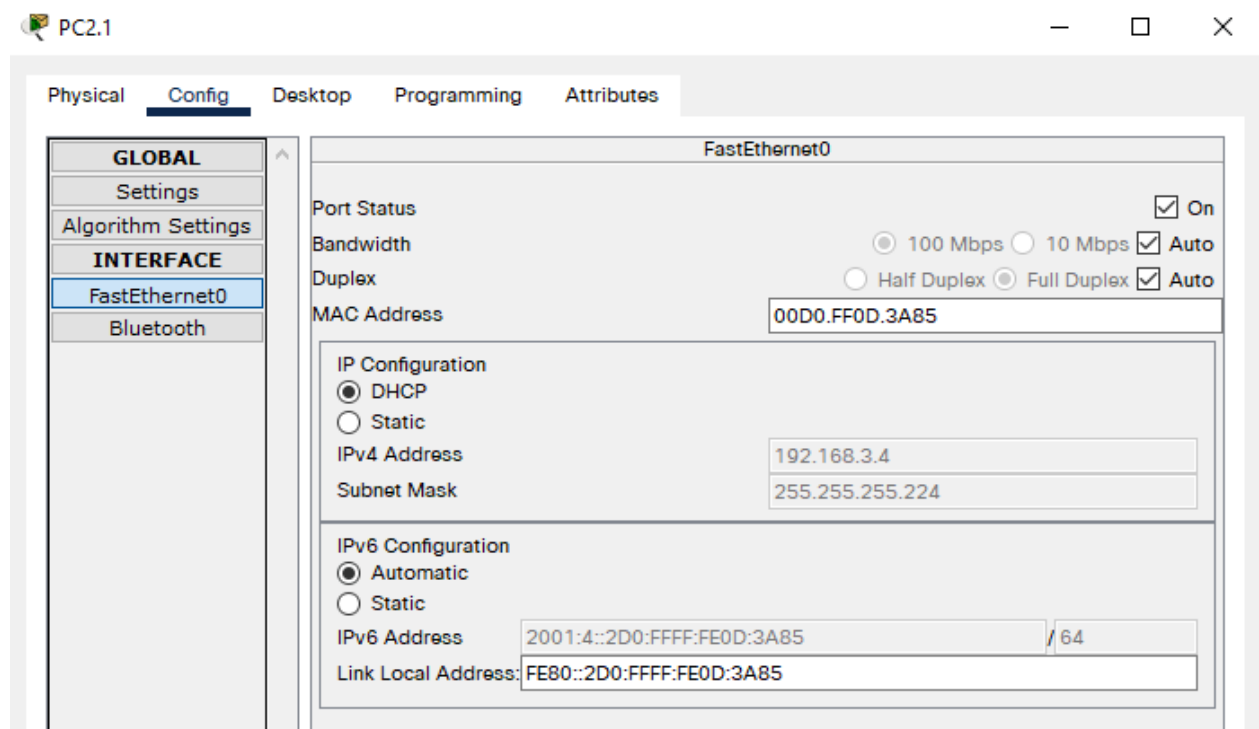 PC2.1
Physical Config Desktop Programming Attributes
GLOBAL
Settings
Algorithm Settings
INTERFACE
FastEthernet0
Bluetooth
FastEthernet0
Port Status On
Bandwidth 100 Mbps 10 Mbps Auto
Duplex Half Duplex Full Duplex Auto
MAC Address 00D0.FF0D.3A85
IP Configuration
DHCP
Static
IPv4 Address 192.168.3.4
Subnet Mask 255.255.255.224
IPv6 Configuration
Automatic
Static
IPv6 Address 2001:4::2D0:FFFF:FE0D:3A85 / 64
Link Local Address: FE80::2D0:FFFF:FE0D:3A85